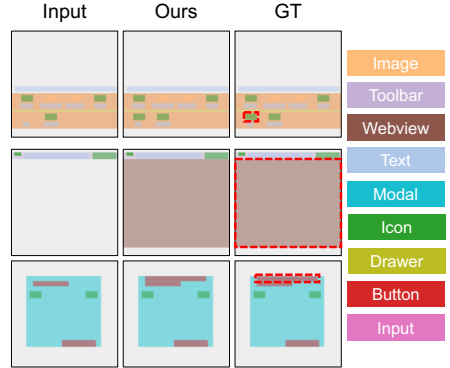 Input Ours GT
Image
Toolbar
Webview
Text
Modal
Icon
Drawer
Button
Input